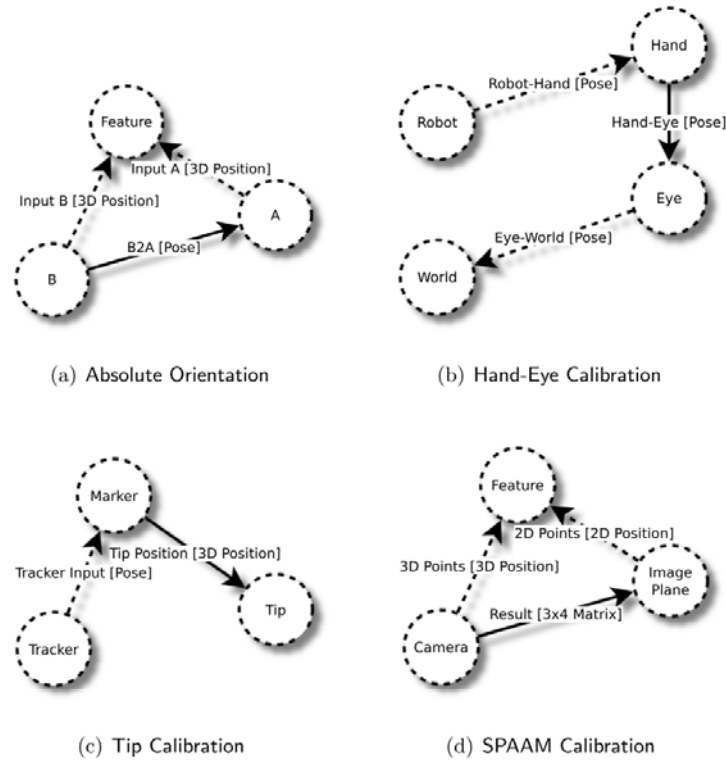 Feature
Input A [3D Position]
Input B [3D Position]
A
B2A [Pose]
B
(a) Absolute Orientation
Hand
Robot-Hand [Pose]
Robot
Hand-Eye [Pose]
Eye
Eye-World [Pose]
World
(b) Hand-Eye Calibration
Marker
Tip Position [3D Position]
Tracker Input [Pose]
Tip
Tracker
(c) Tip Calibration
Feature
2D Points [2D Position]
3D Points [3D Position]
Image
Plane
Result [3x4 Matrix]
Camera
(d) SPAAM Calibration